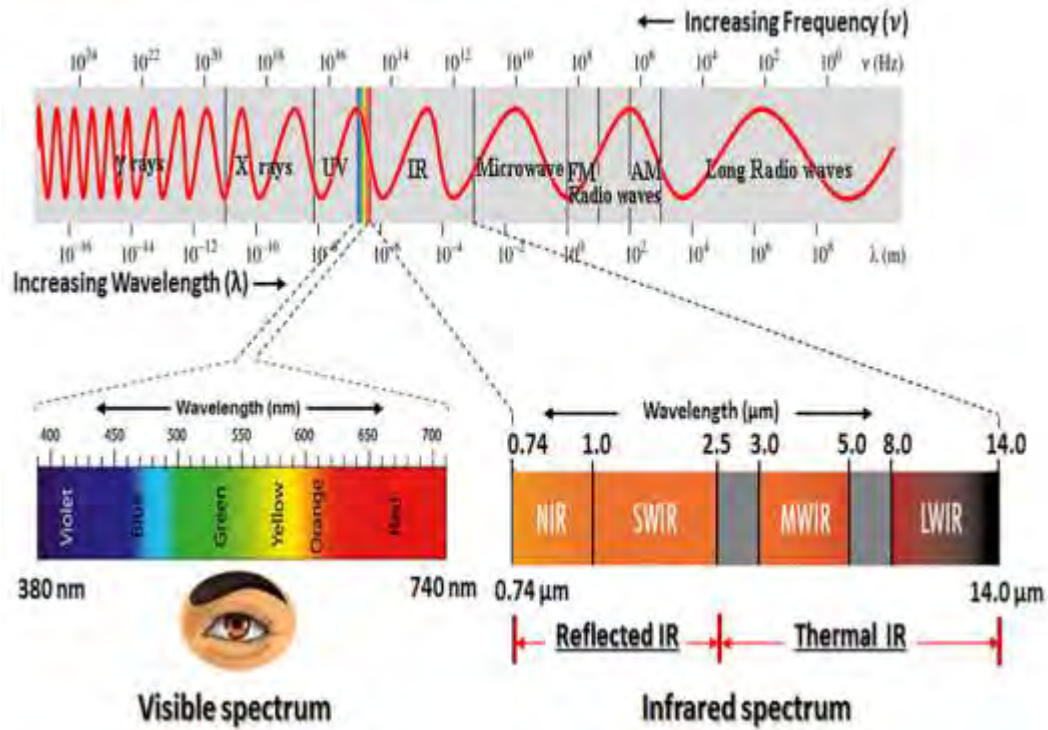 ← Increasing Frequency (ν)
10²⁴ 10²² 10²⁰ 10¹⁸ 10¹⁶ 10¹⁴ 10¹² 10¹⁰ 10⁸ 10⁶ 10⁴ 10² 10⁰ ν (Hz)
γ rays X rays UV IR Microwave FM AM Long Radio waves
Radio waves
10⁻¹⁶ 10⁻¹⁴ 10⁻¹² 10⁻¹⁰ 10⁻⁸ 10⁻⁶ 10⁻⁴ 10⁻² 10⁰ 10² 10⁴ 10⁶ 10⁸ λ (m)
Increasing Wavelength (λ) →
Wavelength (nm)
400 450 500 550 600 650 700
Violet Blue Green Yellow Orange Red
380 nm 740 nm
Visible spectrum
Wavelength (μm)
0.74 1.0 2.5 3.0 5.0 8.0 14.0
NIR SWIR MWIR LWIR
0.74 μm 14.0 μm
Reflected IR Thermal IR
Infrared spectrum